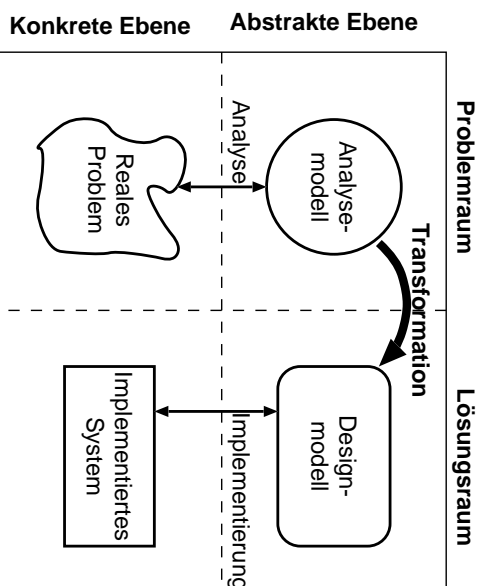 Konkrete Ebene
Abstrakte Ebene
Problemraum
Lösungsraum
Analyse-
modell
Analyse
Reales
Problem
Transformation
Design-
modell
Implementierung
Implementiertes
System